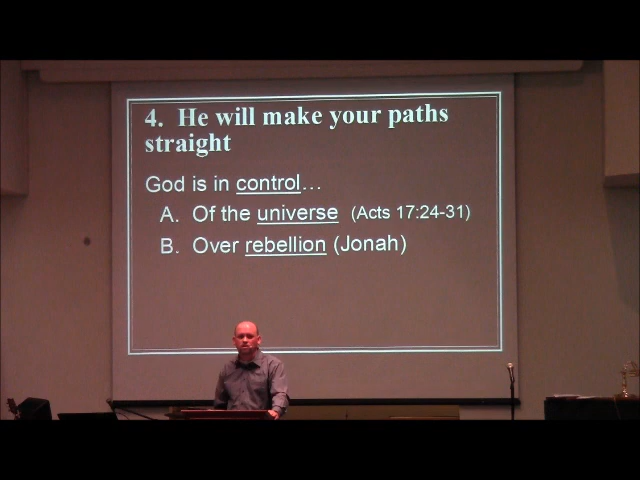 4. He will make your paths
straight
God is in control...
A. Of the universe (Acts 17:24-31)
B. Over rebellion (Jonah)